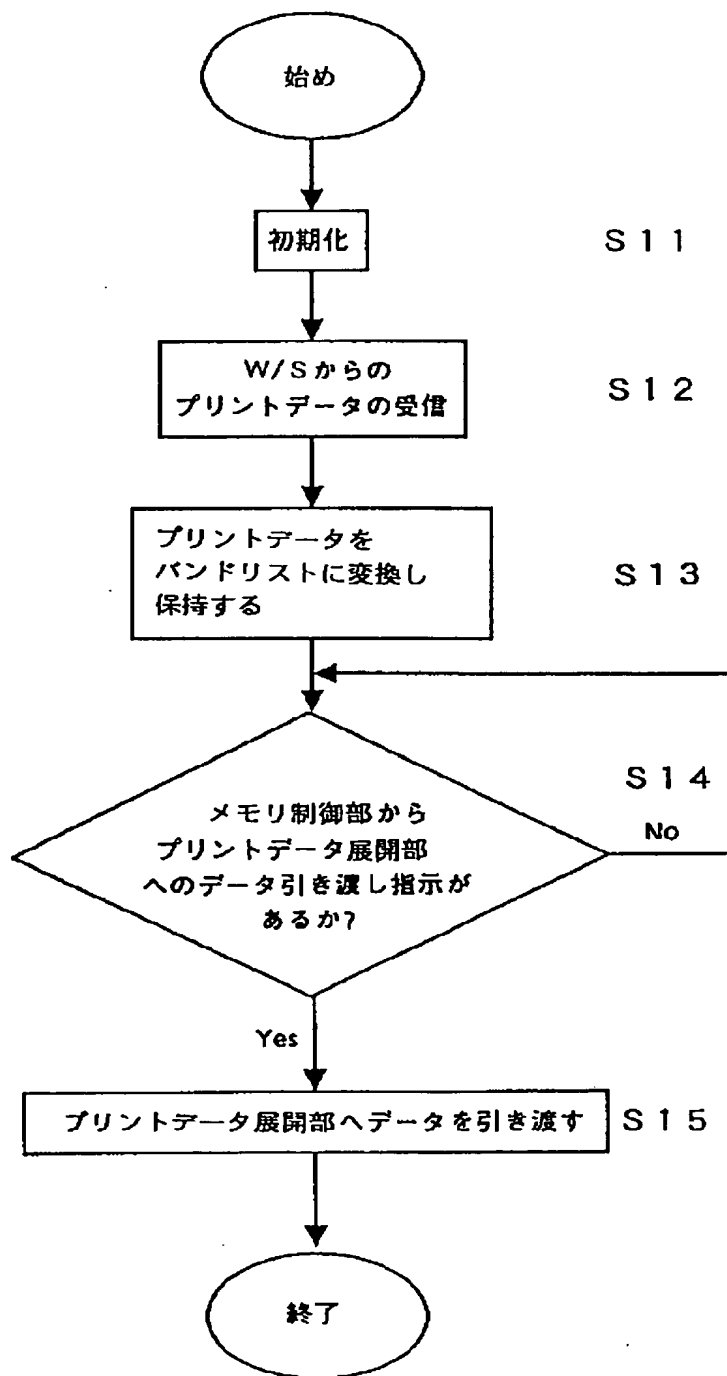 始め
初期化
S11
W/Sからの
プリントデータの受信
S12
プリントデータを
バンドリストに変換し
保持する
S13
S14
メモリ制御部から
プリントデータ展開部
へのデータ引き渡し指示が
あるか?
No
Yes
プリントデータ展開部へデータを引き渡す
S15
終了